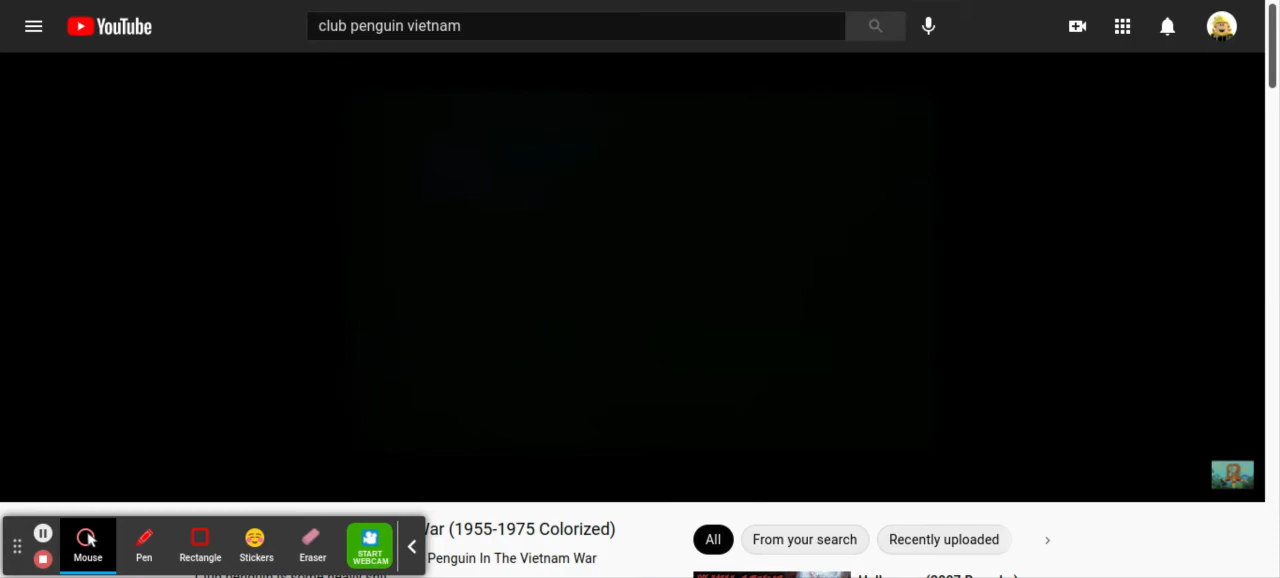 YouTube
club penguin vietnam
War (1955-1975 Colorized)
All
From your search
Recently uploaded
Penguin In The Vietnam War
Mouse
Pen
Rectangle
Stickers
Eraser
START
WEBCAM